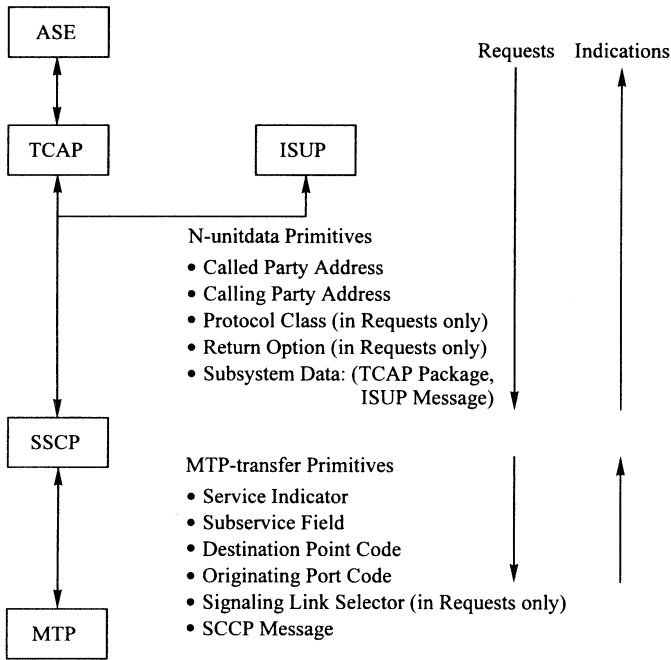 ASE
Requests Indications
TCAP
ISUP
N-unitdata Primitives
• Called Party Address
• Calling Party Address
• Protocol Class (in Requests only)
• Return Option (in Requests only)
• Subsystem Data: (TCAP Package,
ISUP Message)
SSCP
MTP-transfer Primitives
• Service Indicator
• Subservice Field
• Destination Point Code
• Originating Port Code
• Signaling Link Selector (in Requests only)
• SCCP Message
MTP